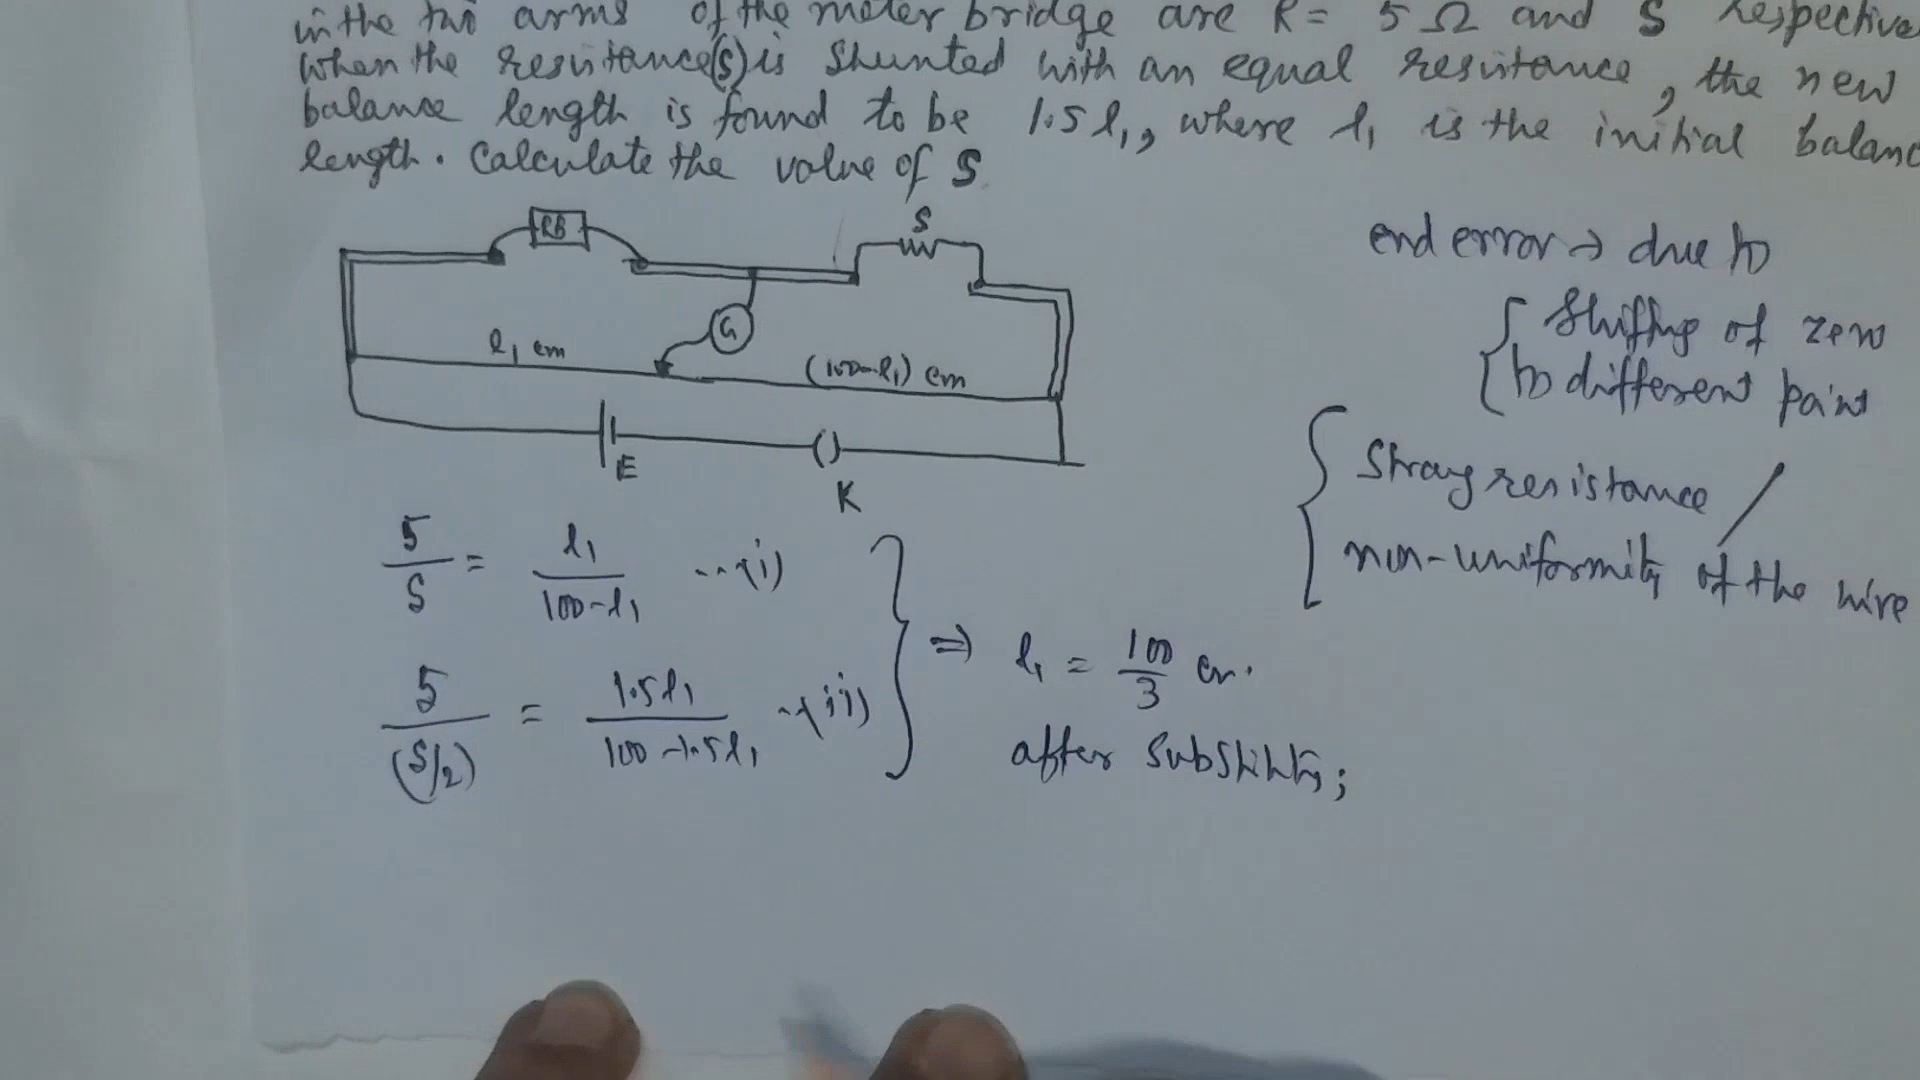 in the two arms of the meter bridge are R = 5 Ω and S respective
when the resistance(s) is shunted with an equal resistance, the new
balance length is found to be 1.5 l₁, where l₁ is the initial balanc
length. Calculate the value of S.
RB
S
G
l₁ cm
(100-l₁) cm
E
K
end error → due to
{ Shifting of zero
to different point
{ Stray resistance
non-uniformity of the wire
5/S = l₁/(100-l₁) --(i)
5/(S/2) = 1.5l₁/(100-1.5l₁) --(ii)
} ⇒ l₁ = 100/3 cm.
after substituting;